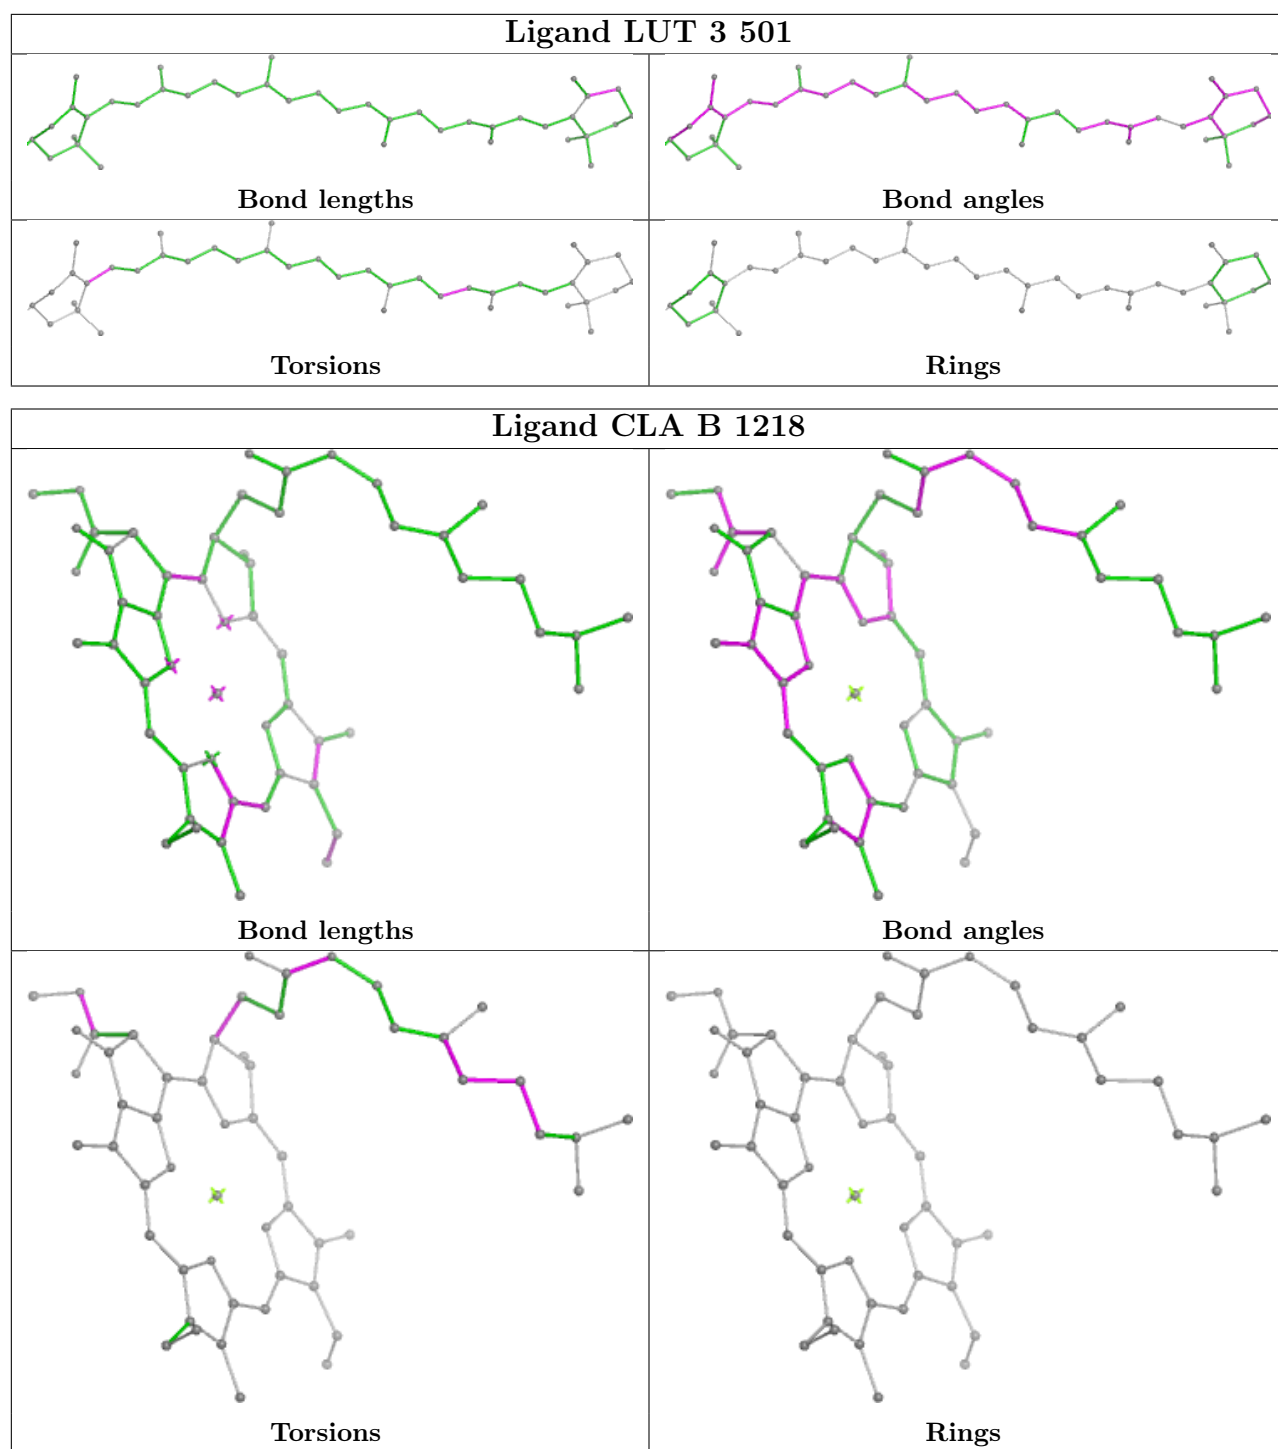 Ligand LUT 3 501
Bond lengths
Bond angles
Torsions
Rings
Ligand CLA B 1218
Bond lengths
Bond angles
Torsions
Rings